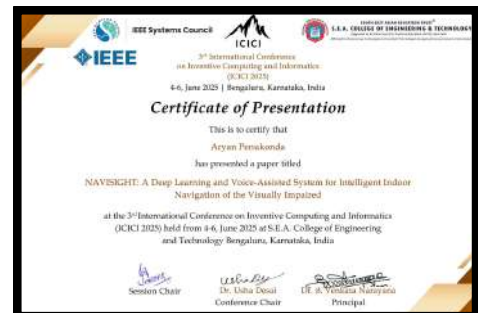 IEEE Systems Council
ICICI
S.E.A. COLLEGE OF ENGINEERING & TECHNOLOGY
IEEE
3rd International Conference
on Inventive Computing and Informatics
(ICICI 2025)
4-6, June 2025 | Bengaluru, Karnataka, India
Certificate of Presentation
This is to certify that
Aryan Penukonda
has presented a paper titled
NAVISIGHT: A Deep Learning and Voice-Assisted System for Intelligent Indoor
Navigation of the Visually Impaired
at the 3rd International Conference on Inventive Computing and Informatics
(ICICI 2025) held from 4-6, June 2025 at S.E.A. College of Engineering
and Technology Bengaluru, Karnataka, India
Session Chair
Dr. Usha Desai
Conference Chair
Dr. B. Venkata Narayana
Principal